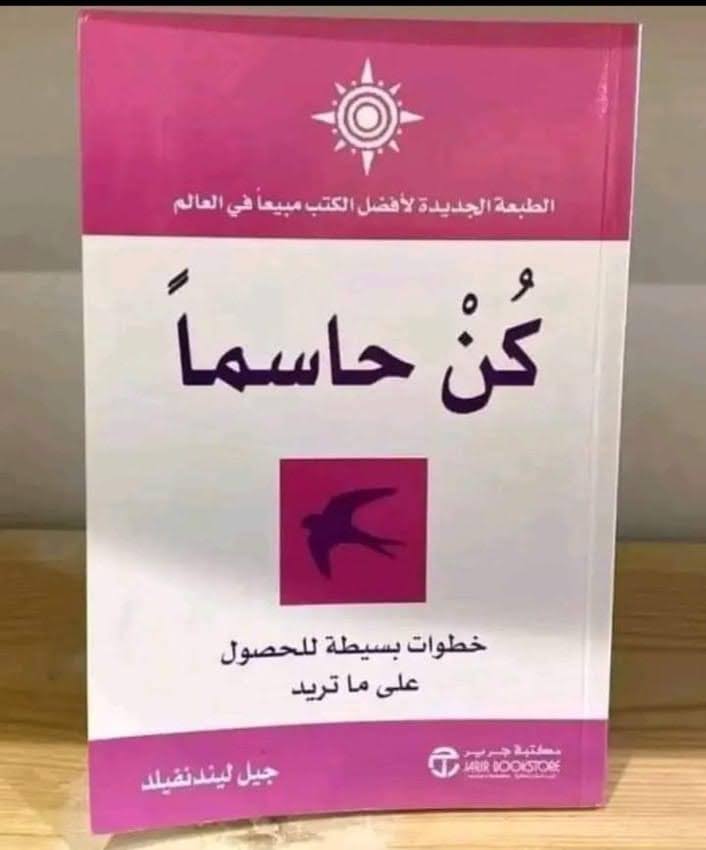 الطبعة الجديدة لأفضل الكتب مبيعاً في العالم
كُنْ حاسماً
خطوات بسيطة للحصول
على ما تريد
مكتبة جرير
JARIR BOOKSTORE
جيل ليندنفيلد